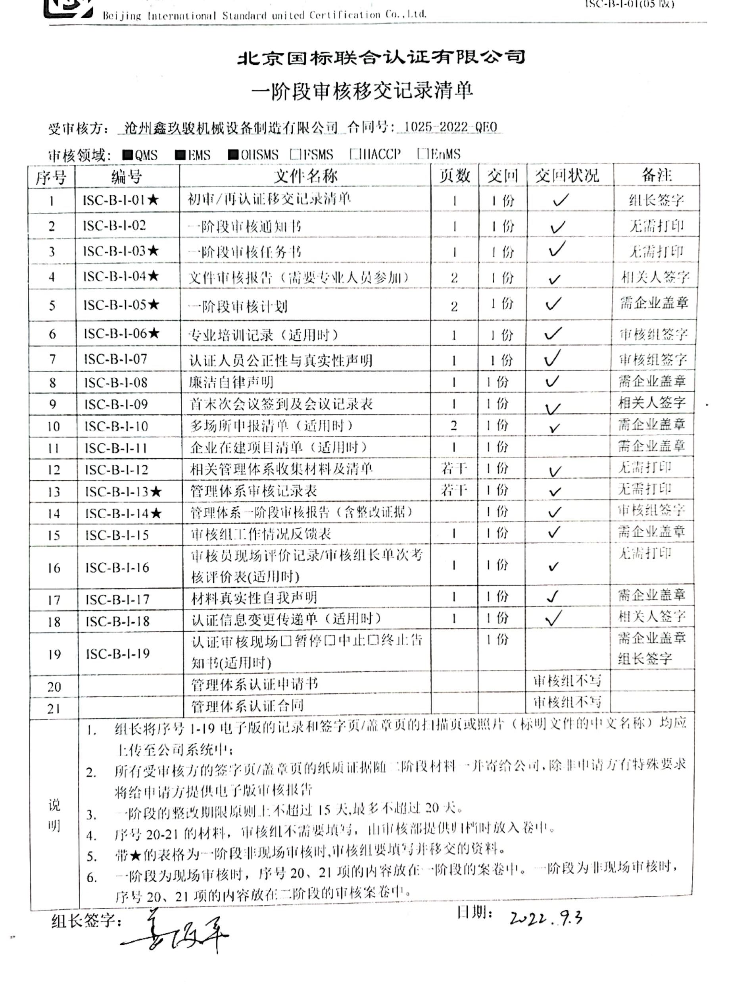 ISC-B-I-01(05版)
Beijing International Standard united Certification Co.,Ltd.
北京国标联合认证有限公司
一阶段审核移交记录清单
受审核方: 沧州鑫玖骏机械设备制造有限公司 合同号: 1025-2022-QEO
审核领域: ■QMS ■EMS ■OHSMS □FSMS □HACCP □EnMS
序号 编号 文件名称 页数 交回 交回状况 备注
1 ISC-B-I-01★ 初审/再认证移交记录清单 1 1份 ✓ 组长签字
2 ISC-B-I-02 一阶段审核通知书 1 1份 ✓ 无需打印
3 ISC-B-I-03★ 一阶段审核任务书 1 1份 ✓ 无需打印
4 ISC-B-I-04★ 文件审核报告（需要专业人员参加） 2 1份 ✓ 相关人签字
5 ISC-B-I-05★ 一阶段审核计划 2 1份 ✓ 需企业盖章
6 ISC-B-I-06★ 专业培训记录（适用时） 1 1份 ✓ 审核组签字
7 ISC-B-I-07 认证人员公正性与真实性声明 1 1份 ✓ 审核组签字
8 ISC-B-I-08 廉洁自律声明 1 1份 ✓ 需企业盖章
9 ISC-B-I-09 首末次会议签到及会议记录表 1 1份 ✓ 相关人签字
10 ISC-B-I-10 多场所申报清单（适用时） 2 1份 ✓ 需企业盖章
11 ISC-B-I-11 企业在建项目清单（适用时） 1 1份 需企业盖章
12 ISC-B-I-12 相关管理体系收集材料及清单 若干 1份 ✓ 无需打印
13 ISC-B-I-13★ 管理体系审核记录表 若干 1份 ✓ 无需打印
14 ISC-B-I-14★ 管理体系一阶段审核报告（含整改证据） 1份 ✓ 审核组签字
15 ISC-B-I-15 审核组工作情况反馈表 1 1份 ✓ 需企业盖章
16 ISC-B-I-16 审核员现场评价记录/审核组长单次考 1 1份 ✓ 无需打印
核评价表(适用时)
17 ISC-B-I-17 材料真实性自我声明 1 1份 ✓ 需企业盖章
18 ISC-B-I-18 认证信息变更传递单（适用时） 1 1份 ✓ 相关人签字
19 ISC-B-I-19 认证审核现场□暂停□中止□终止告 1份 需企业盖章
知书(适用时) 组长签字
20 管理体系认证申请书 审核组不写
21 管理体系认证合同 审核组不写
说明
1. 组长将序号 1-19 电子版的记录和签字页/盖章页的扫描页或照片（标明文件的中文名称）均应
上传至公司系统中;
2. 所有受审核方的签字页/盖章页的纸质证据随二阶段材料一并寄给公司,除非申请方有特殊要求
将给申请方提供电子版审核报告
3. 一阶段的整改期限原则上不超过 15 天,最多不超过 20 天。
4. 序号 20-21 的材料，审核组不需要填写，由审核部提供归档时放入卷中。
5. 带★的表格为一阶段非现场审核时,审核组要填写并移交的资料。
6. 一阶段为现场审核时，序号 20、21 项的内容放在一阶段的案卷中。一阶段为非现场审核时，
序号 20、21 项的内容放在二阶段的审核案卷中。
组长签字: 日期: 2022.9.3